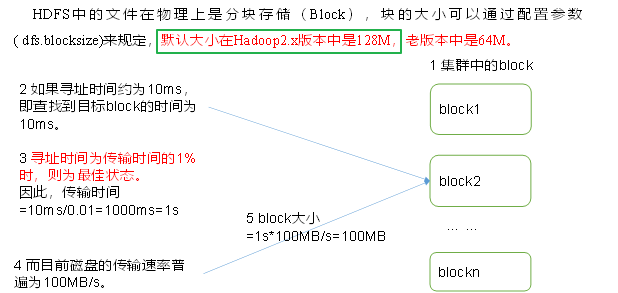 HDFS中的文件在物理上是分块存储（Block），块的大小可以通过配置参数
( dfs.blocksize)来规定，默认大小在Hadoop2.x版本中是128M，老版本中是64M。
1 集群中的block
2 如果寻址时间约为10ms，
即查找到目标block的时间为
10ms。
block1
3 寻址时间为传输时间的1%
时，则为最佳状态。
因此，传输时间
=10ms/0.01=1000ms=1s
block2
5 block大小
=1s*100MB/s=100MB
... ...
4 而目前磁盘的传输速率普
遍为100MB/s。
blockn